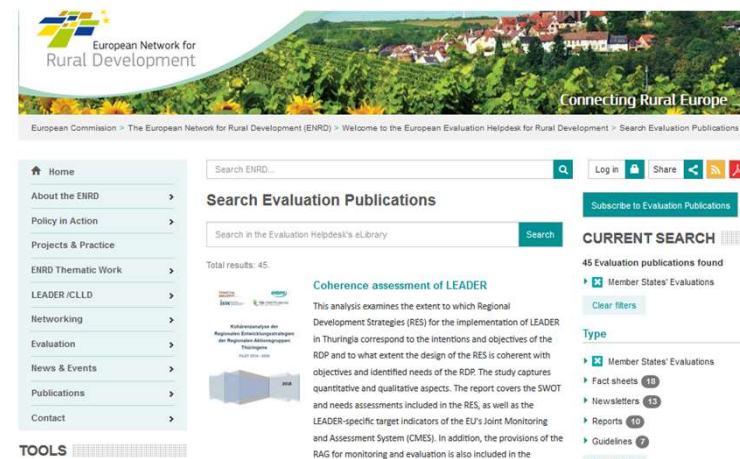 European Network for
Rural Development
Connecting Rural Europe
European Commission > The European Network for Rural Development (ENRD) > Welcome to the European Evaluation Helpdesk for Rural Development > Search Evaluation Publications
Home
About the ENRD
Policy in Action
Projects & Practice
ENRD Thematic Work
LEADER /CLLD
Networking
Evaluation
News & Events
Publications
Contact
TOOLS
Search ENRD...
Search Evaluation Publications
Search in the Evaluation Helpdesk's eLibrary
Search
Total results: 45.
Kohärenzanalyse der
Regionalen Entwicklungsstrategien
der Regionalen Aktionsgruppen
Thüringens
2018
Coherence assessment of LEADER
This analysis examines the extent to which Regional
Development Strategies (RES) for the implementation of LEADER
in Thuringia correspond to the intentions and objectives of the
RDP and to what extent the design of the RES is coherent with
objectives and identified needs of the RDP. The study captures
quantitative and qualitative aspects. The report covers the SWOT
and needs assessments included in the RES, as well as the
LEADER-specific target indicators of the EU's Joint Monitoring
and Assessment System (CMES). In addition, the provisions of the
RAG for monitoring and evaluation is also included in the
Log in
Share
Subscribe to Evaluation Publications
CURRENT SEARCH
45 Evaluation publications found
Member States' Evaluations
Clear filters
Type
Member States' Evaluations
Fact sheets 18
Newsletters 13
Reports 10
Guidelines 7